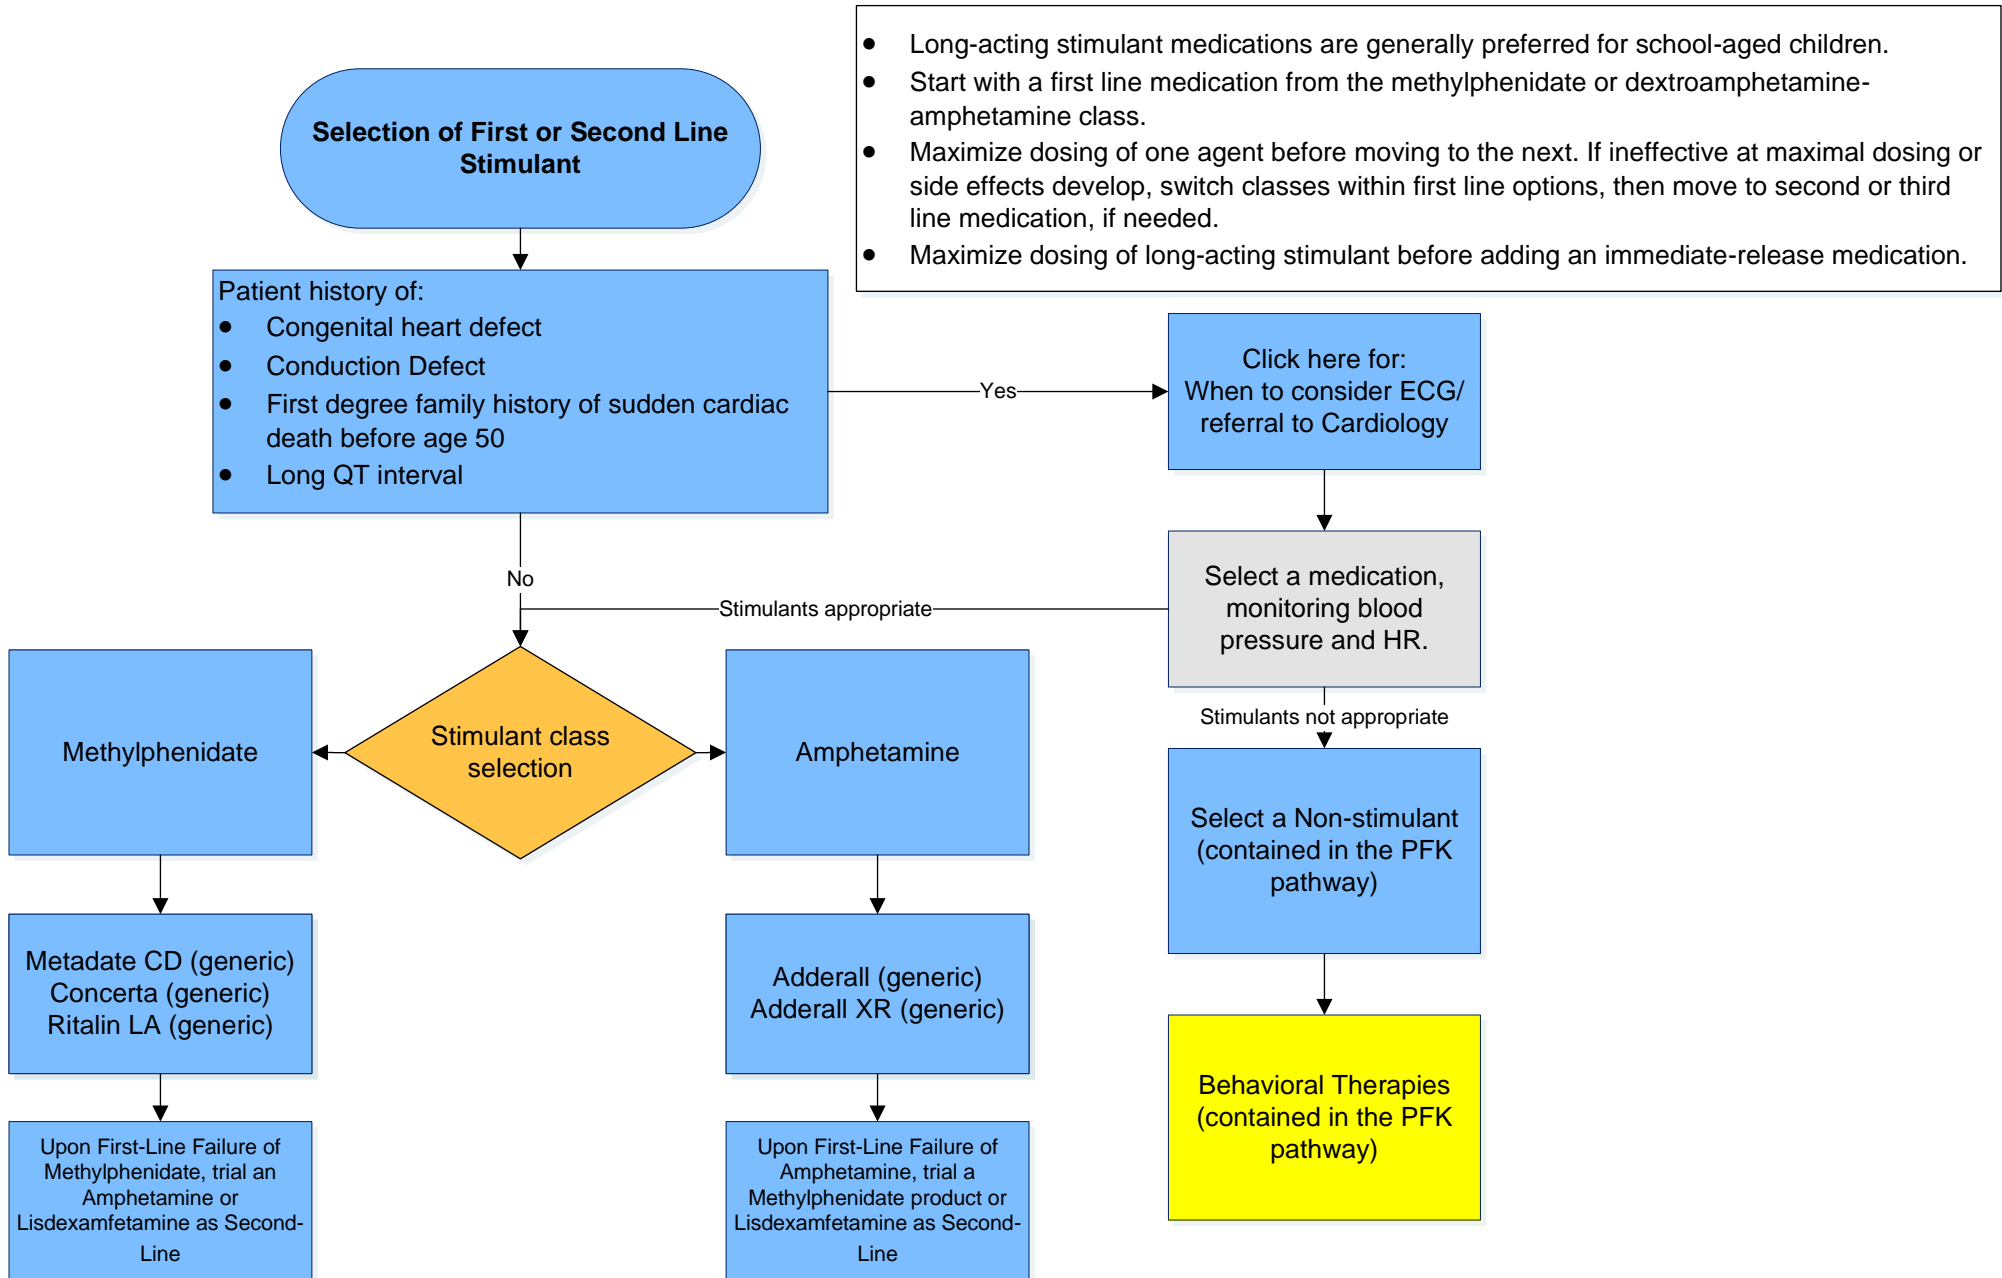 ● Long-acting stimulant medications are generally preferred for school-aged children.
● Start with a first line medication from the methylphenidate or dextroamphetamine-
amphetamine class.
● Maximize dosing of one agent before moving to the next. If ineffective at maximal dosing or
side effects develop, switch classes within first line options, then move to second or third
line medication, if needed.
● Maximize dosing of long-acting stimulant before adding an immediate-release medication.
Selection of First or Second Line
Stimulant
Patient history of:
● Congenital heart defect
● Conduction Defect
● First degree family history of sudden cardiac
death before age 50
● Long QT interval
Yes
Click here for:
When to consider ECG/
referral to Cardiology
No
Stimulants appropriate
Select a medication,
monitoring blood
pressure and HR.
Stimulants not appropriate
Methylphenidate
Stimulant class
selection
Amphetamine
Select a Non-stimulant
(contained in the PFK
pathway)
Metadate CD (generic)
Concerta (generic)
Ritalin LA (generic)
Adderall (generic)
Adderall XR (generic)
Behavioral Therapies
(contained in the PFK
pathway)
Upon First-Line Failure of
Methylphenidate, trial an
Amphetamine or
Lisdexamfetamine as Second-
Line
Upon First-Line Failure of
Amphetamine, trial a
Methylphenidate product or
Lisdexamfetamine as Second-
Line